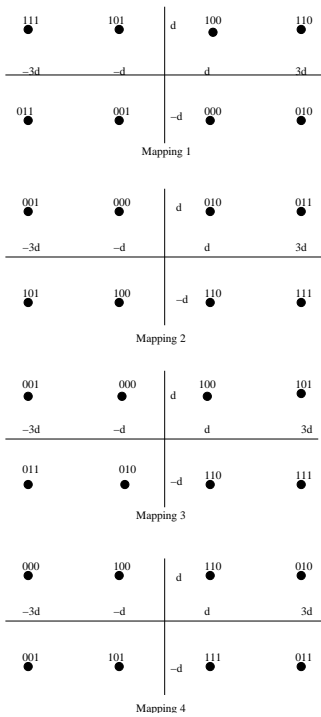 111 101 d 100 110
−3d −d d 3d
011 001 −d 000 010
Mapping 1
001 000 d 010 011
−3d −d d 3d
101 100 −d 110 111
Mapping 2
001 000 d 100 101
−3d −d d 3d
011 010 −d 110 111
Mapping 3
000 100 d 110 010
−3d −d d 3d
001 101 −d 111 011
Mapping 4